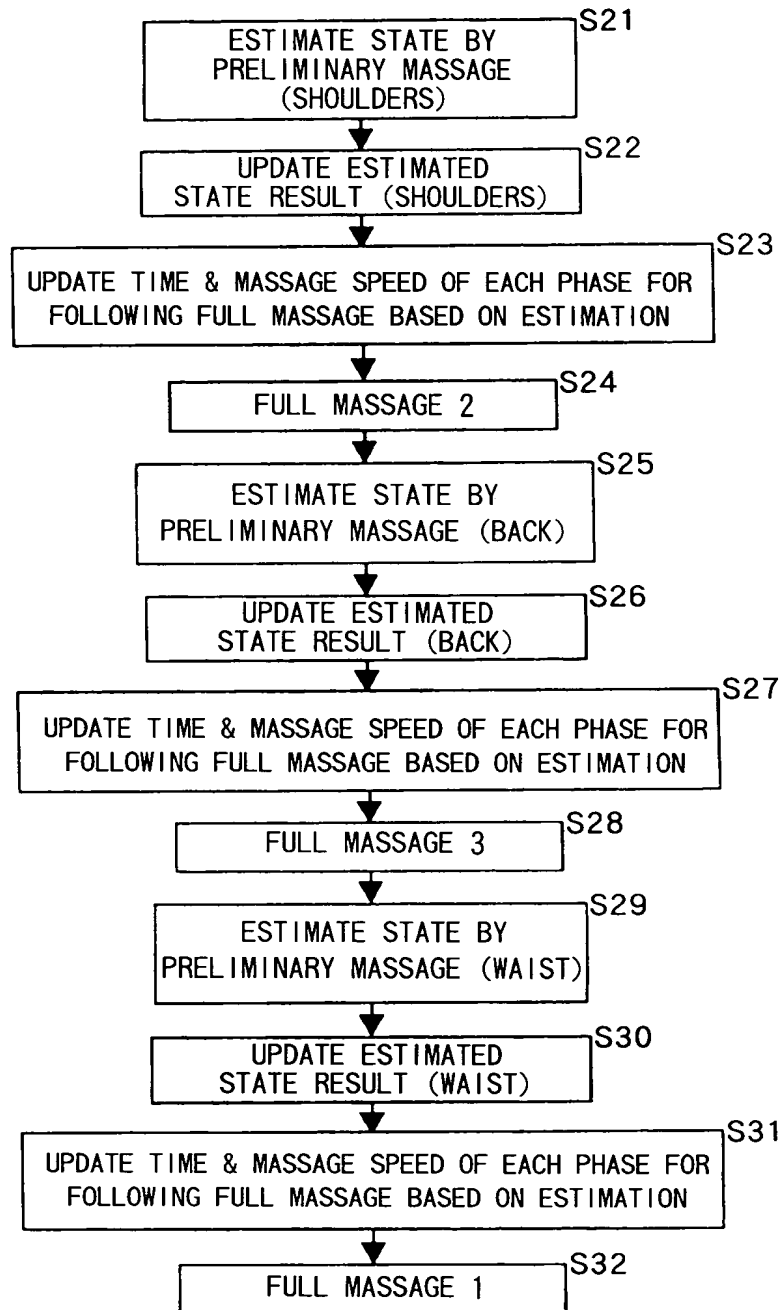 S21
ESTIMATE STATE BY
PRELIMINARY MASSAGE
(SHOULDERS)
S22
UPDATE ESTIMATED
STATE RESULT (SHOULDERS)
S23
UPDATE TIME & MASSAGE SPEED OF EACH PHASE FOR
FOLLOWING FULL MASSAGE BASED ON ESTIMATION
S24
FULL MASSAGE 2
S25
ESTIMATE STATE BY
PRELIMINARY MASSAGE (BACK)
S26
UPDATE ESTIMATED
STATE RESULT (BACK)
S27
UPDATE TIME & MASSAGE SPEED OF EACH PHASE FOR
FOLLOWING FULL MASSAGE BASED ON ESTIMATION
S28
FULL MASSAGE 3
S29
ESTIMATE STATE BY
PRELIMINARY MASSAGE (WAIST)
S30
UPDATE ESTIMATED
STATE RESULT (WAIST)
S31
UPDATE TIME & MASSAGE SPEED OF EACH PHASE FOR
FOLLOWING FULL MASSAGE BASED ON ESTIMATION
S32
FULL MASSAGE 1